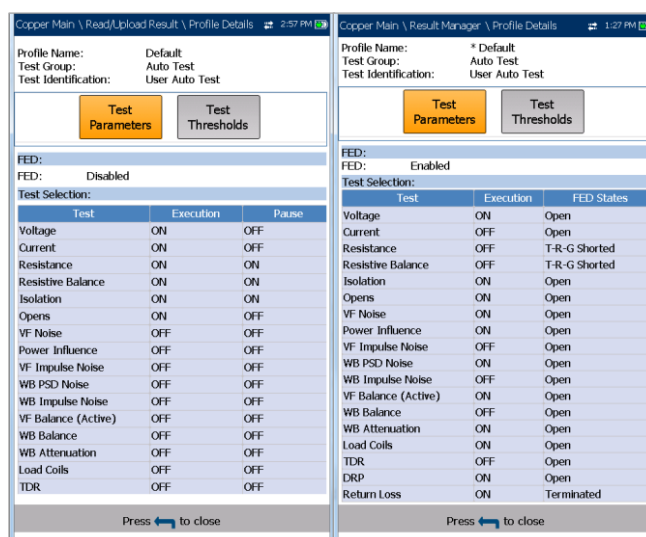 Copper Main \ Read/Upload Result \ Profile Details 2:57 PM
Profile Name: Default
Test Group: Auto Test
Test Identification: User Auto Test
Test Parameters
Test Thresholds
FED:
FED: Disabled
Test Selection:
Test Execution Pause
Voltage ON OFF
Current ON OFF
Resistance ON ON
Resistive Balance ON ON
Isolation ON ON
Opens ON OFF
VF Noise OFF OFF
Power Influence OFF OFF
VF Impulse Noise OFF OFF
WB PSD Noise OFF OFF
WB Impulse Noise OFF OFF
VF Balance (Active) OFF OFF
WB Balance OFF OFF
WB Attenuation OFF OFF
Load Coils OFF OFF
TDR OFF OFF
Press to close
Copper Main \ Result Manager \ Profile Details 1:27 PM
Profile Name: * Default
Test Group: Auto Test
Test Identification: User Auto Test
Test Parameters
Test Thresholds
FED:
FED: Enabled
Test Selection:
Test Execution FED States
Voltage ON Open
Current OFF Open
Resistance OFF T-R-G Shorted
Resistive Balance OFF T-R-G Shorted
Isolation ON Open
Opens ON Open
VF Noise ON Open
Power Influence ON Open
VF Impulse Noise OFF Open
WB PSD Noise ON Open
WB Impulse Noise OFF Open
VF Balance (Active) ON Open
WB Balance OFF Open
WB Attenuation ON Open
Load Coils ON Open
TDR OFF Open
DRP ON Open
Return Loss ON Terminated
Press to close